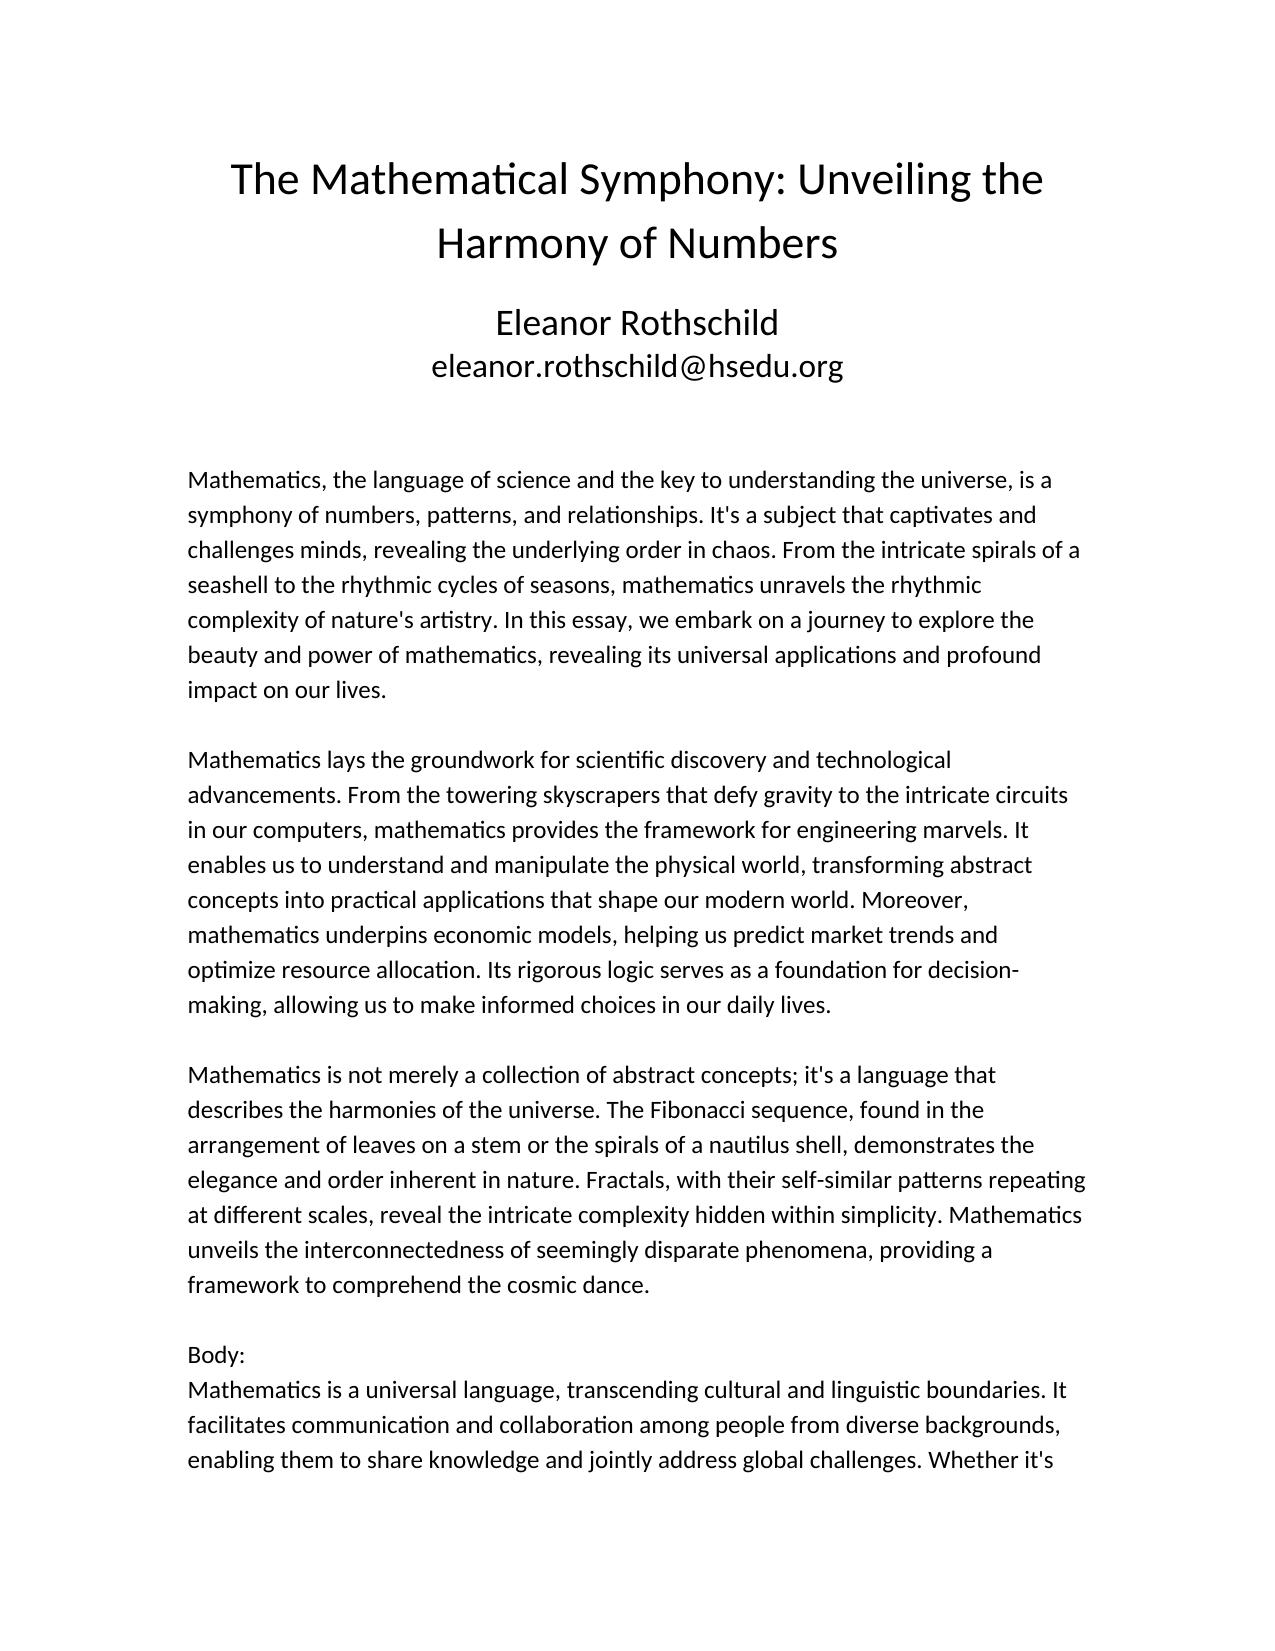 The Mathematical Symphony: Unveiling the
Harmony of Numbers
Eleanor Rothschild
eleanor.rothschild@hsedu.org
Mathematics, the language of science and the key to understanding the universe, is a
symphony of numbers, patterns, and relationships. It's a subject that captivates and
challenges minds, revealing the underlying order in chaos. From the intricate spirals of a
seashell to the rhythmic cycles of seasons, mathematics unravels the rhythmic
complexity of nature's artistry. In this essay, we embark on a journey to explore the
beauty and power of mathematics, revealing its universal applications and profound
impact on our lives.
Mathematics lays the groundwork for scientific discovery and technological
advancements. From the towering skyscrapers that defy gravity to the intricate circuits
in our computers, mathematics provides the framework for engineering marvels. It
enables us to understand and manipulate the physical world, transforming abstract
concepts into practical applications that shape our modern world. Moreover,
mathematics underpins economic models, helping us predict market trends and
optimize resource allocation. Its rigorous logic serves as a foundation for decision-
making, allowing us to make informed choices in our daily lives.
Mathematics is not merely a collection of abstract concepts; it's a language that
describes the harmonies of the universe. The Fibonacci sequence, found in the
arrangement of leaves on a stem or the spirals of a nautilus shell, demonstrates the
elegance and order inherent in nature. Fractals, with their self-similar patterns repeating
at different scales, reveal the intricate complexity hidden within simplicity. Mathematics
unveils the interconnectedness of seemingly disparate phenomena, providing a
framework to comprehend the cosmic dance.
Body:
Mathematics is a universal language, transcending cultural and linguistic boundaries. It
facilitates communication and collaboration among people from diverse backgrounds,
enabling them to share knowledge and jointly address global challenges. Whether it's